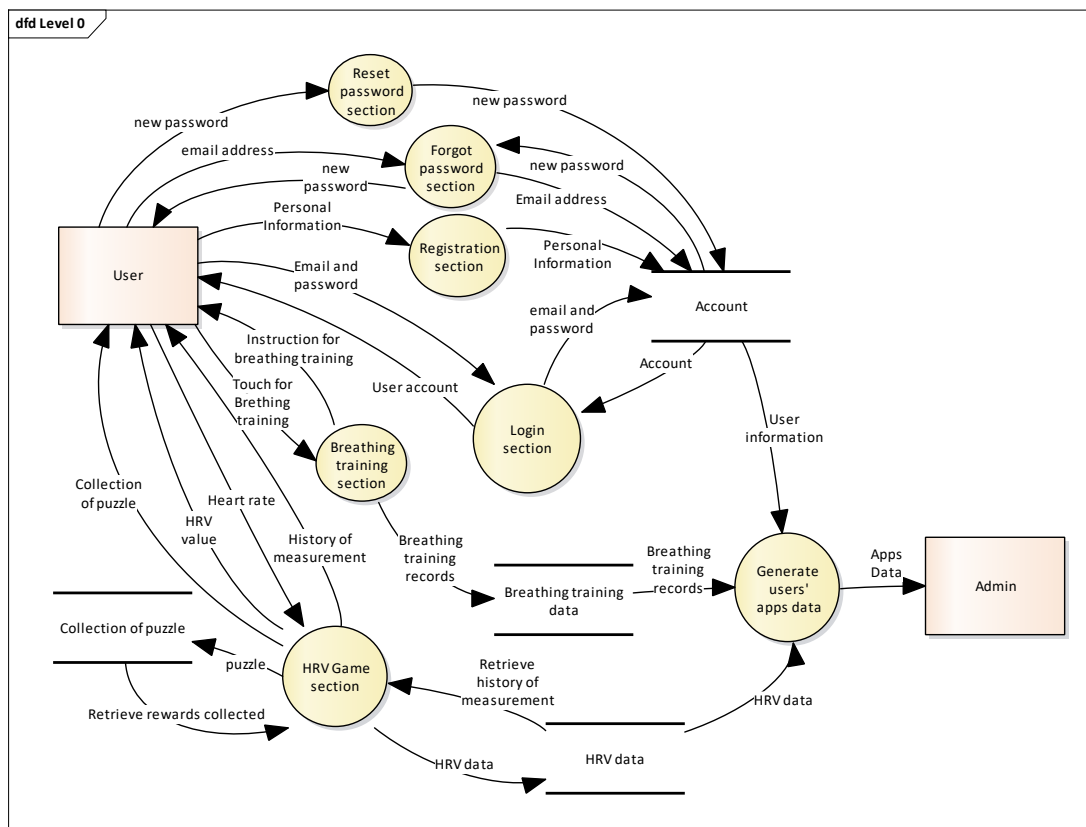 dfd Level 0
Reset
password
section
new password
new password
email address
Forgot
password
section
new password
new
password
Email address
Personal
Information
Registration
section
Personal
Information
User
Email and
password
Account
email and
password
Instruction for
breathing training
Account
User account
Touch for
Brething
training
User
information
Login
section
Breathing
training
section
Collection
of puzzle
Heart rate
HRV
value
History of
measurement
Breathing
training
records
Breathing
training
records
Apps
Data
Generate
users'
apps data
Admin
Breathing training
data
Collection of puzzle
puzzle
HRV Game
section
Retrieve
history of
measurement
HRV data
Retrieve rewards collected
HRV data
HRV data